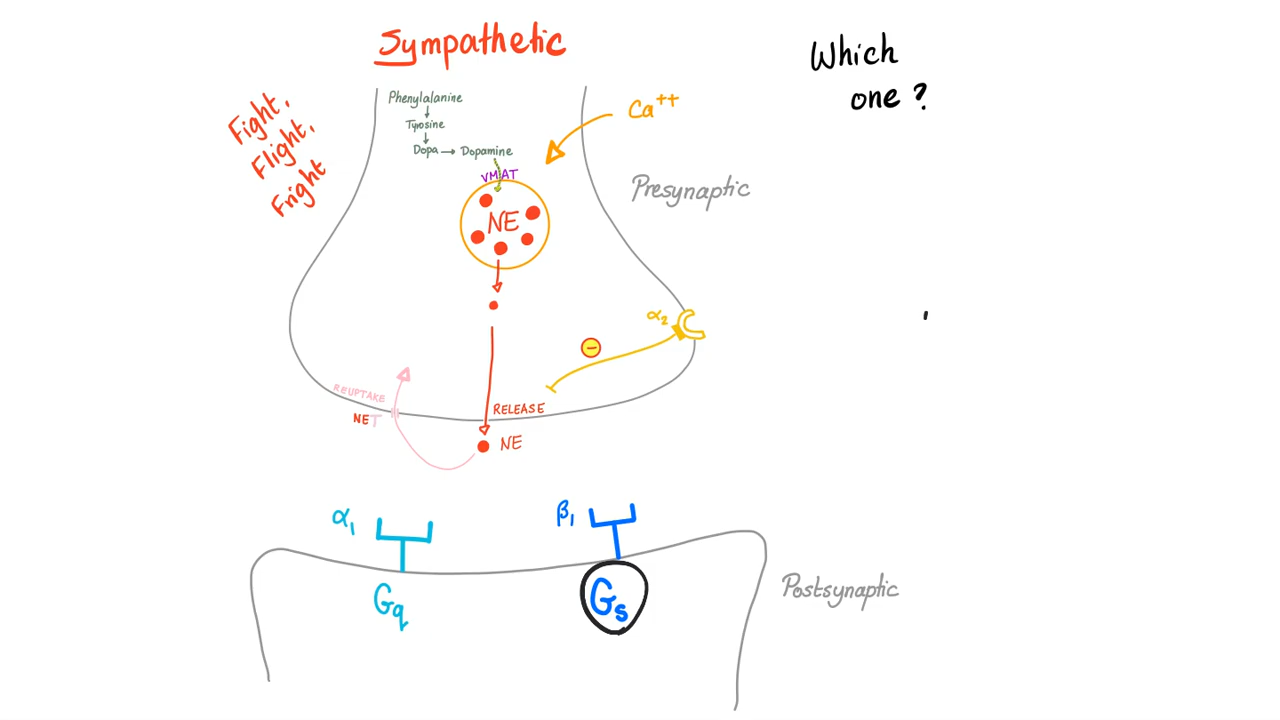 Sympathetic
Which
one ?
Fight,
Flight,
Fright
Phenylalanine
Tyrosine
Dopa → Dopamine
VMAT
NE
Ca++
Presynaptic
α2
−
REUPTAKE
NET
RELEASE
NE
α1
β1
Gq
Gs
Postsynaptic